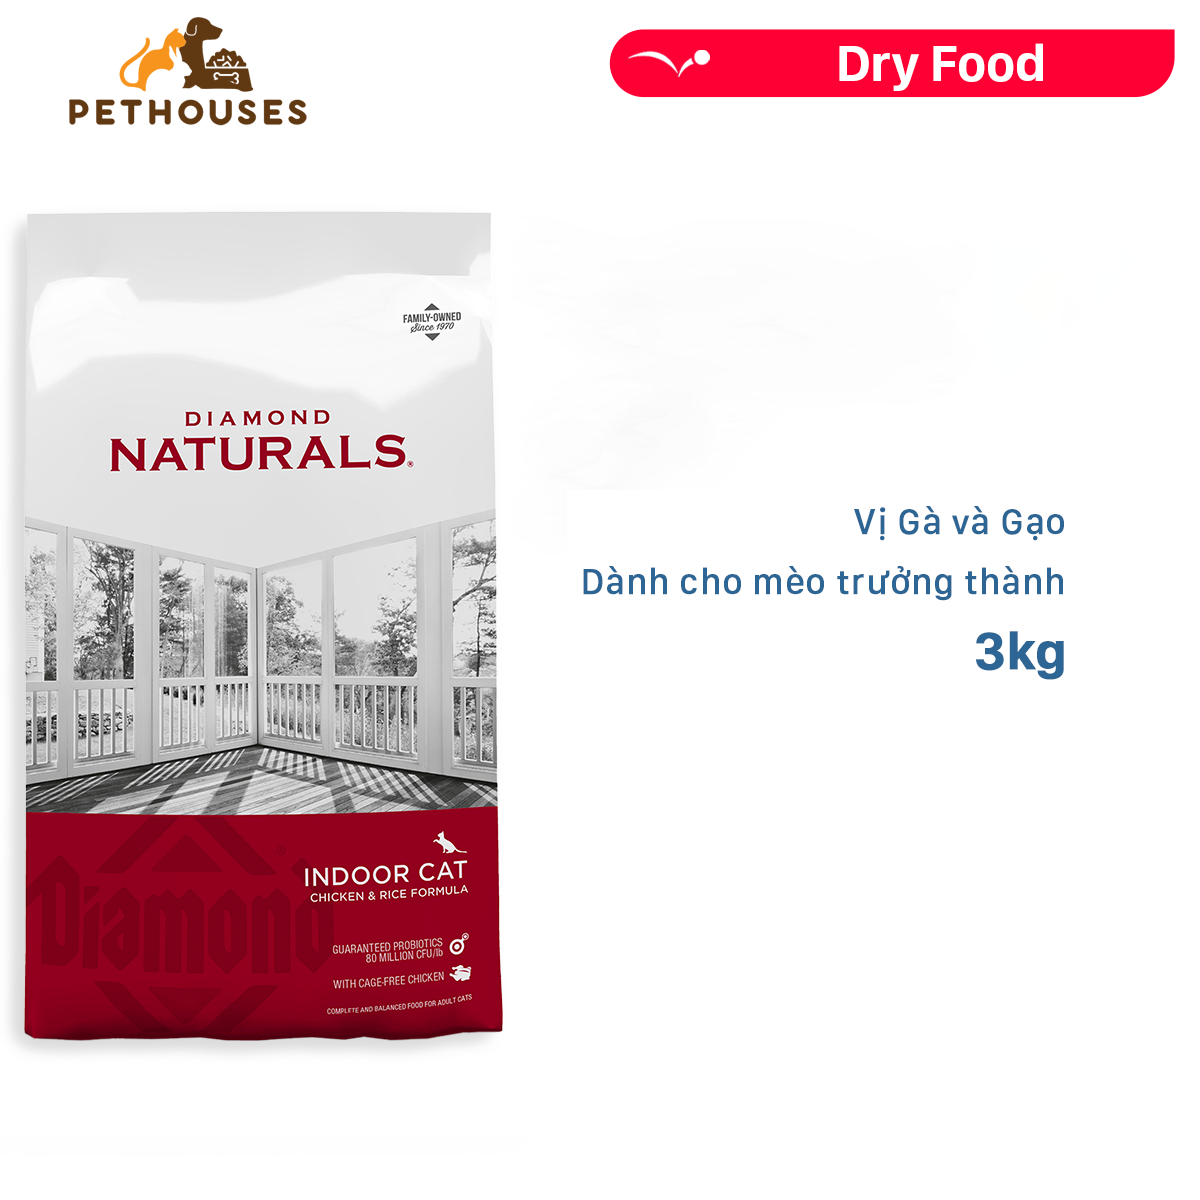 PETHOUSES
Dry Food
FAMILY-OWNED
Since 1970
DIAMOND
NATURALS®
Vị Gà và Gạo
Dành cho mèo trưởng thành
3kg
Diamond®
INDOOR CAT
CHICKEN & RICE FORMULA
GUARANTEED PROBIOTICS
80 MILLION CFU/lb
WITH CAGE-FREE CHICKEN
COMPLETE AND BALANCED FOOD FOR ADULT CATS